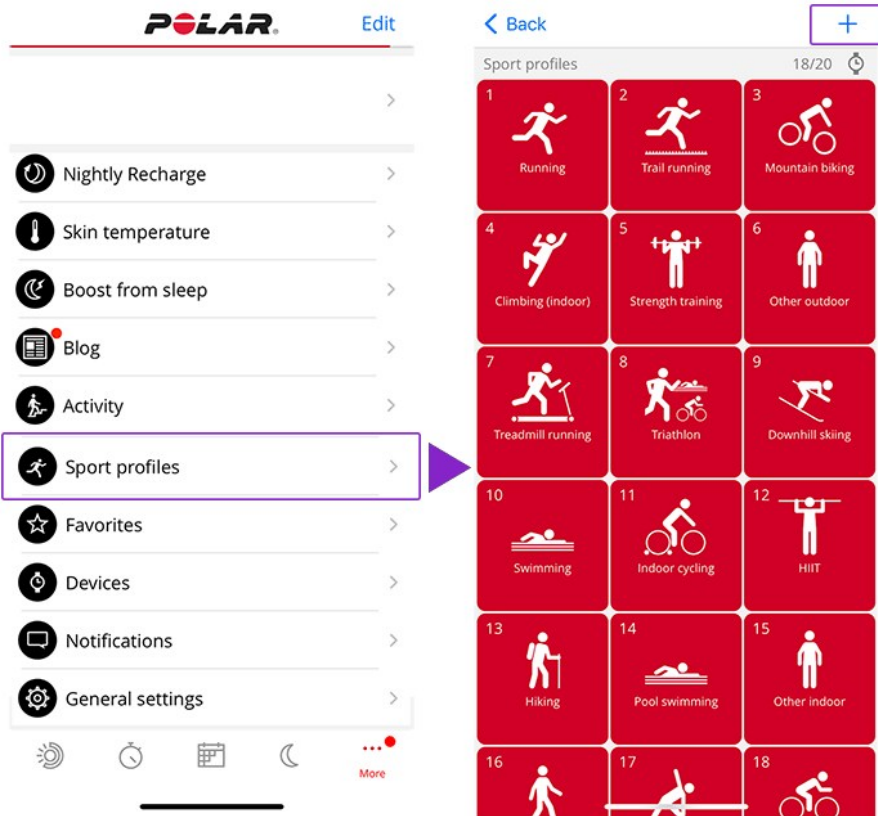 POLAR.
Edit
Nightly Recharge
Skin temperature
Boost from sleep
Blog
Activity
Sport profiles
Favorites
Devices
Notifications
General settings
More
Back
+
Sport profiles
18/20
1
Running
2
Trail running
3
Mountain biking
4
Climbing (indoor)
5
Strength training
6
Other outdoor
7
Treadmill running
8
Triathlon
9
Downhill skiing
10
Swimming
11
Indoor cycling
12
HIIT
13
Hiking
14
Pool swimming
15
Other indoor
16
17
18